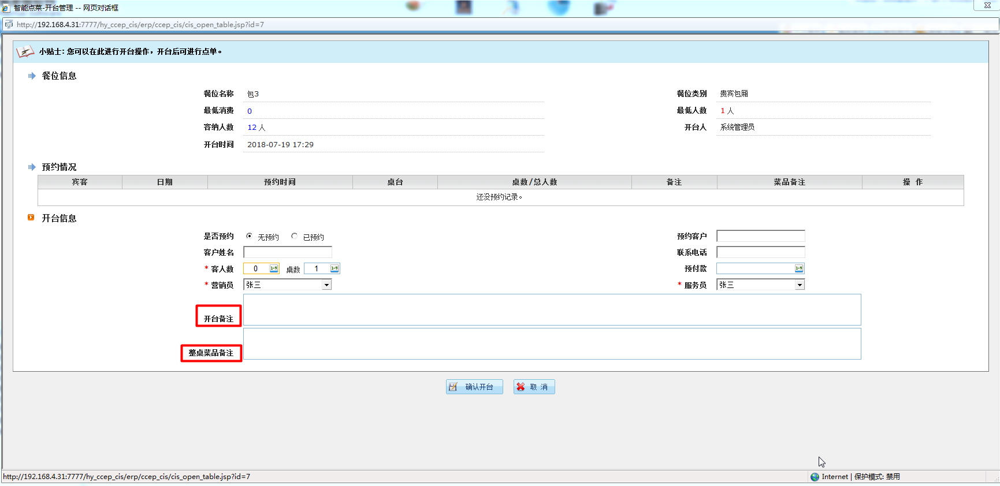 智能点菜-开台管理 -- 网页对话框
http://192.168.4.31:7777/hy_ccep_cis/erp/ccep_cis/cis_open_table.jsp?id=7
小贴士：您可以在此进行开台操作，开台后可进行点单。
餐位信息
餐位名称 包3 餐位类别 贵宾包厢
最低消费 0 最低人数 1 人
容纳人数 12 人 开台人 系统管理员
开台时间 2018-07-19 17:29
预约情况
宾客 日期 预约时间 桌台 桌数/总人数 备注 菜品备注 操 作
还没预约记录。
开台信息
是否预约 无预约 已预约 预约客户
客户姓名 联系电话
* 客人数 0 1-9 桌数 1 1-9 预付款 1-9
* 营销员 张三 * 服务员 张三
开台备注
整桌菜品备注
确认开台 取 消
http://192.168.4.31:7777/hy_ccep_cis/erp/ccep_cis/cis_open_table.jsp?id=7 Internet | 保护模式: 禁用